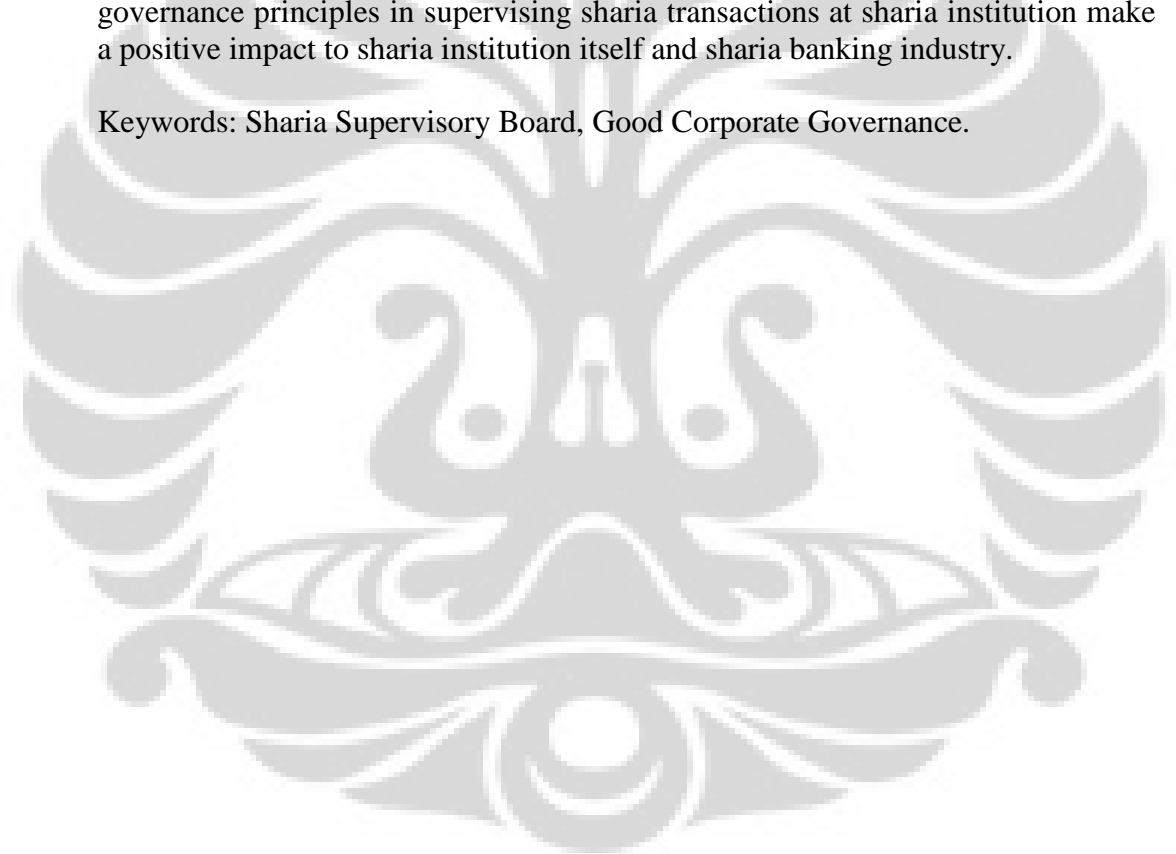 governance principles in supervising sharia transactions at sharia institution make
a positive impact to sharia institution itself and sharia banking industry.
Keywords: Sharia Supervisory Board, Good Corporate Governance.